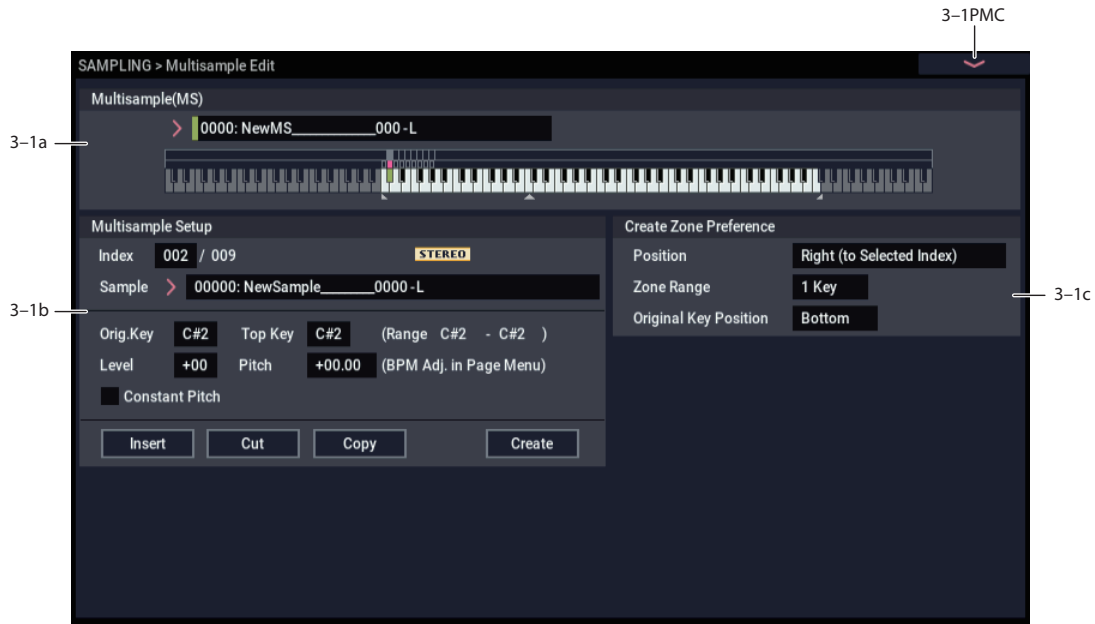 3–1PMC
SAMPLING > Multisample Edit
Multisample(MS)
0000: NewMS___________000-L
3–1a
Multisample Setup
Index 002 / 009 STEREO
Sample 00000: NewSample_______0000-L
3–1b
Orig.Key C#2 Top Key C#2 (Range C#2 - C#2 )
Level +00 Pitch +00.00 (BPM Adj. in Page Menu)
Constant Pitch
Insert Cut Copy Create
Create Zone Preference
Position Right (to Selected Index)
Zone Range 1 Key
3–1c
Original Key Position Bottom